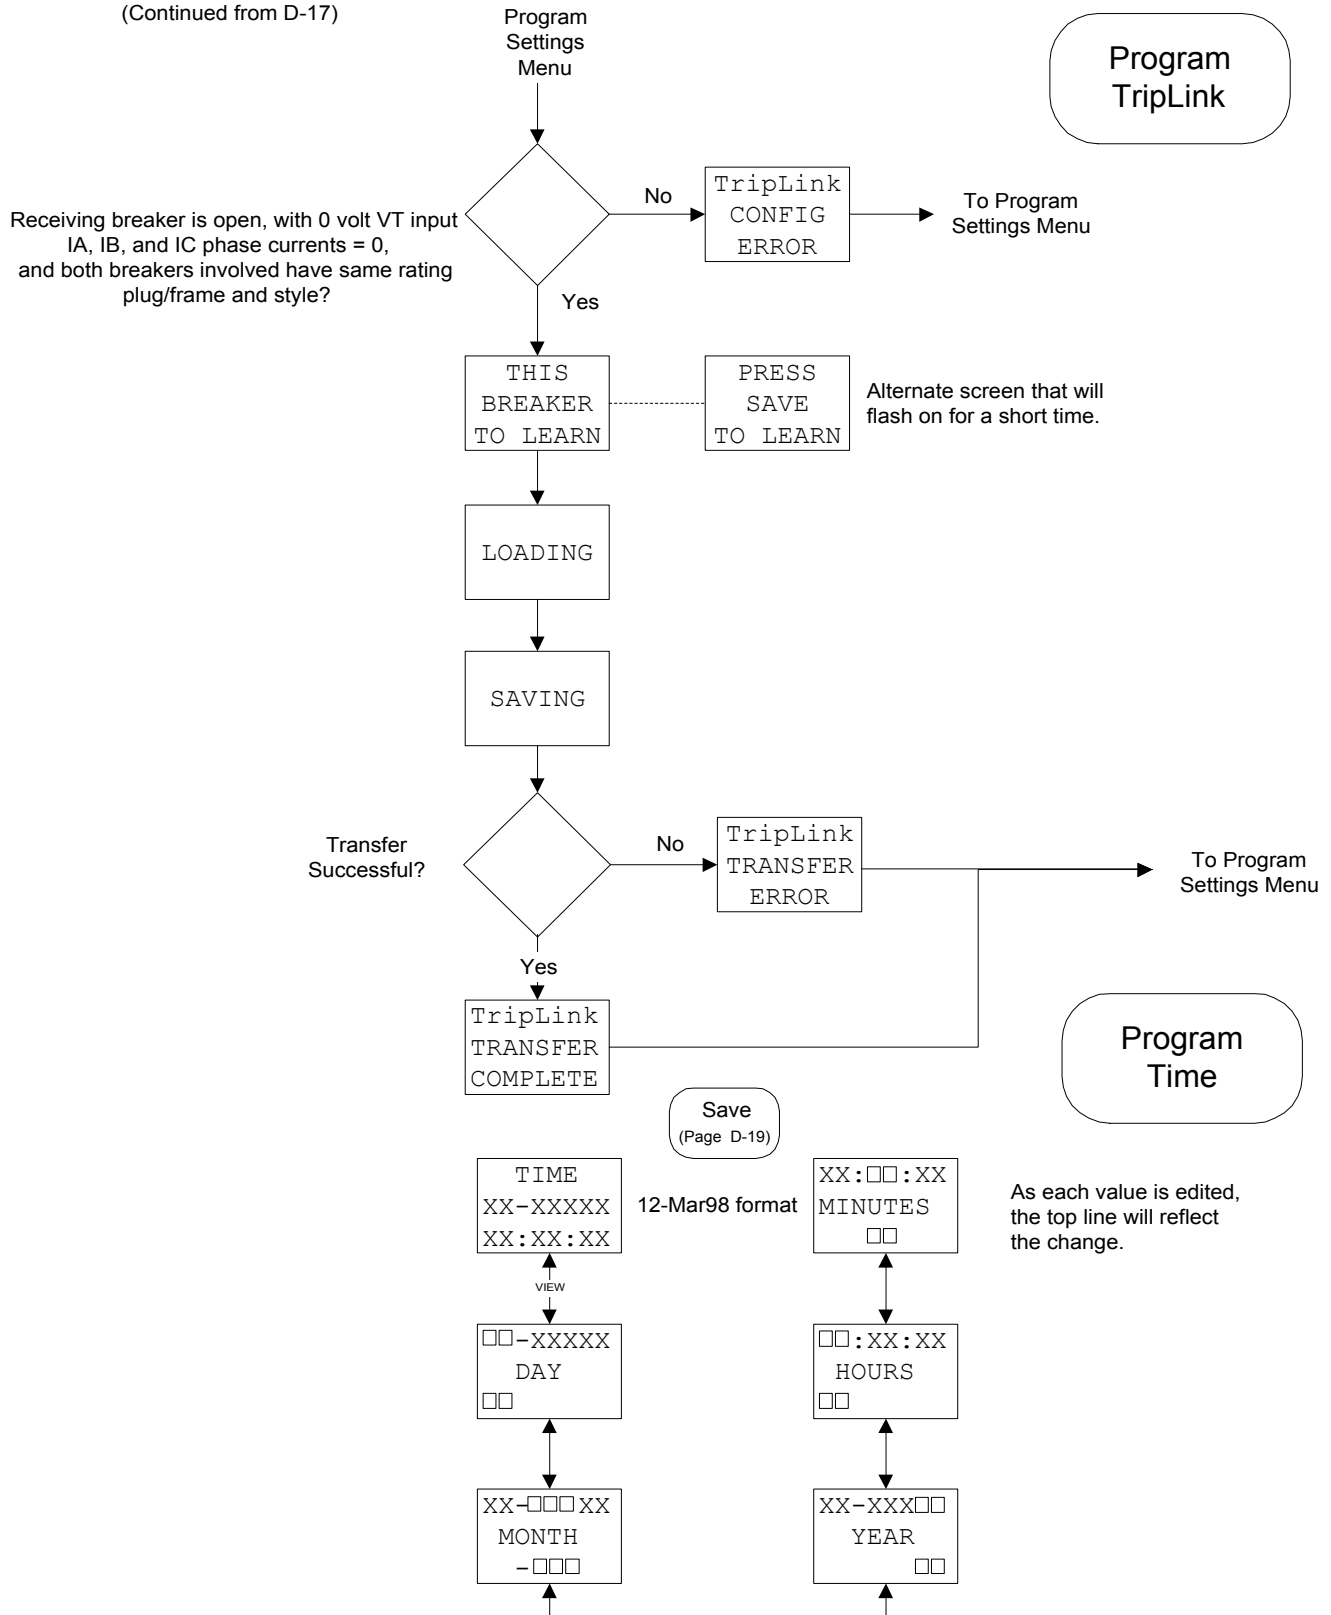 (Continued from D-17)
Program
Settings
Menu
Program
TripLink
Receiving breaker is open, with 0 volt VT input
IA, IB, and IC phase currents = 0,
and both breakers involved have same rating
plug/frame and style?
No
TripLink
CONFIG
ERROR
To Program
Settings Menu
Yes
THIS
BREAKER
TO LEARN
PRESS
SAVE
TO LEARN
Alternate screen that will
flash on for a short time.
LOADING
SAVING
Transfer
Successful?
No
TripLink
TRANSFER
ERROR
To Program
Settings Menu
Yes
TripLink
TRANSFER
COMPLETE
Program
Time
Save
(Page D-19)
TIME
XX-XXXXX
XX:XX:XX
12-Mar98 format
XX:□□:XX
MINUTES
□□
As each value is edited,
the top line will reflect
the change.
VIEW
□□-XXXXX
DAY
□□
□□:XX:XX
HOURS
□□
XX-□□□XX
MONTH
-□□□
XX-XXX□□
YEAR
□□